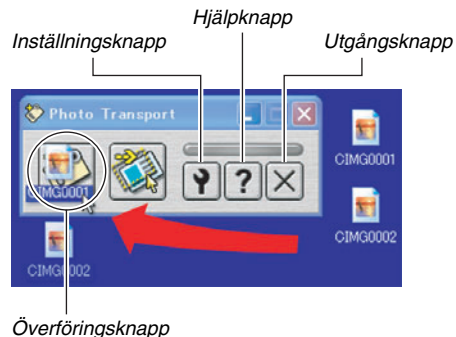 Hjälpknapp
Inställningsknapp
Utgångsknapp
Photo Transport
CIMG0001
CIMG0001
CIMG0002
CIMG0002
Överföringsknapp